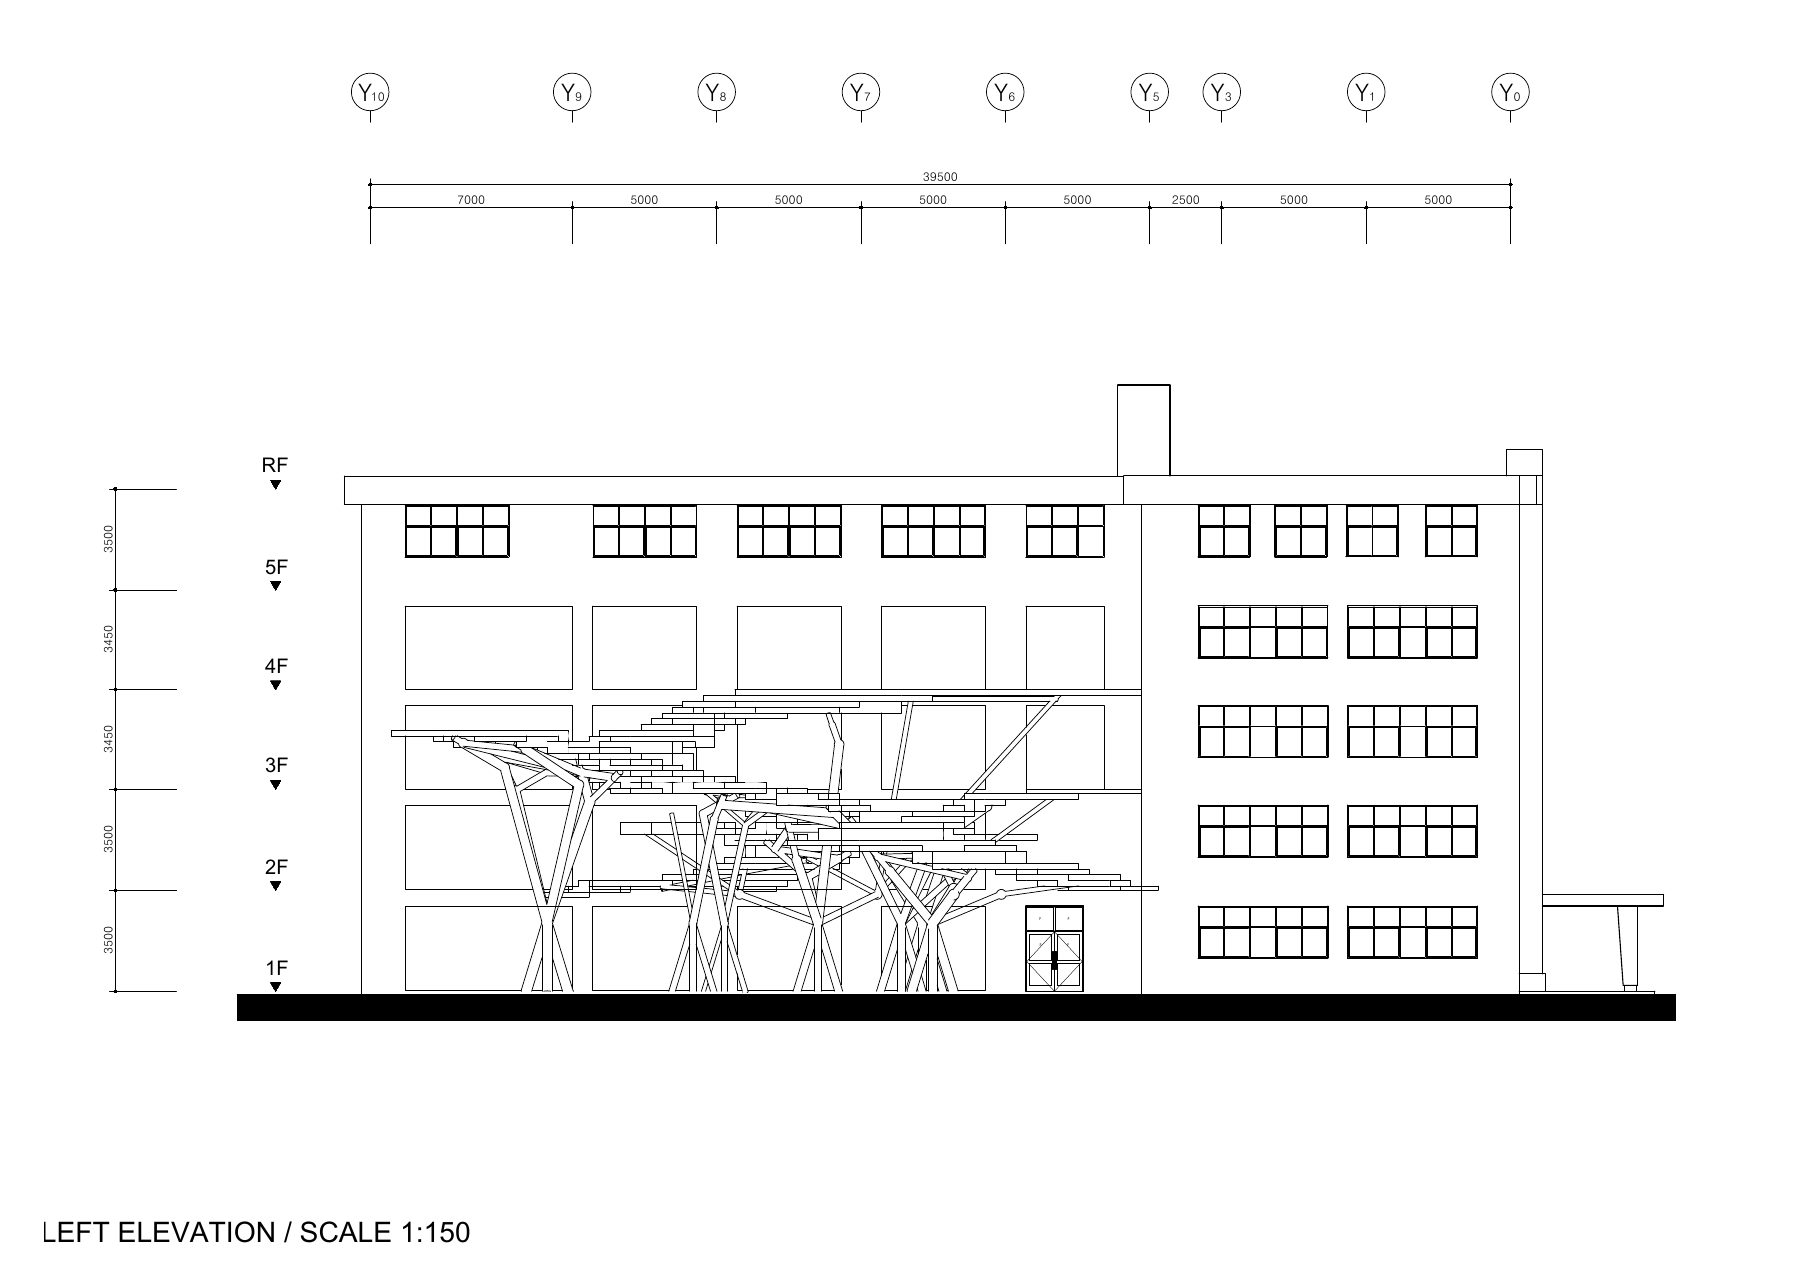 Y10 Y9 Y8 Y7 Y6 Y5 Y3 Y1 Y0
39500
7000 5000 5000 5000 5000 2500 5000 5000
RF
3500
5F
3450
4F
3450
3F
3500
2F
3500
1F
LEFT ELEVATION / SCALE 1:150